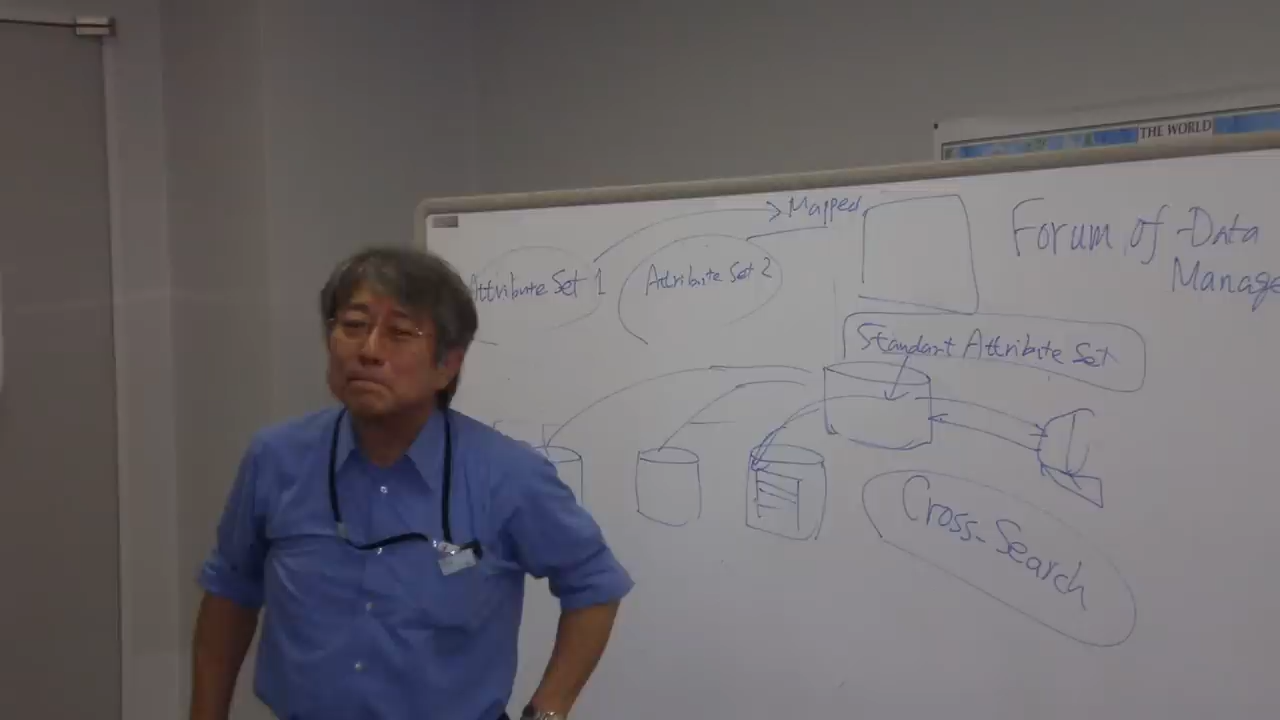 THE WORLD
Mapped
Forum of Data
Manage
Attribute Set 1
Attribute Set 2
Standart Attribute Set
Cross-Search